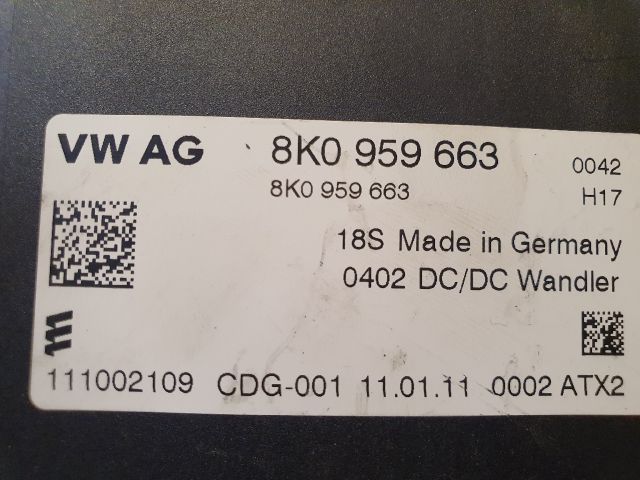 VW AG 8K0 959 663 0042
8K0 959 663 H17
18S Made in Germany
0402 DC/DC Wandler
m
111002109 CDG-001 11.01.11 0002 ATX2